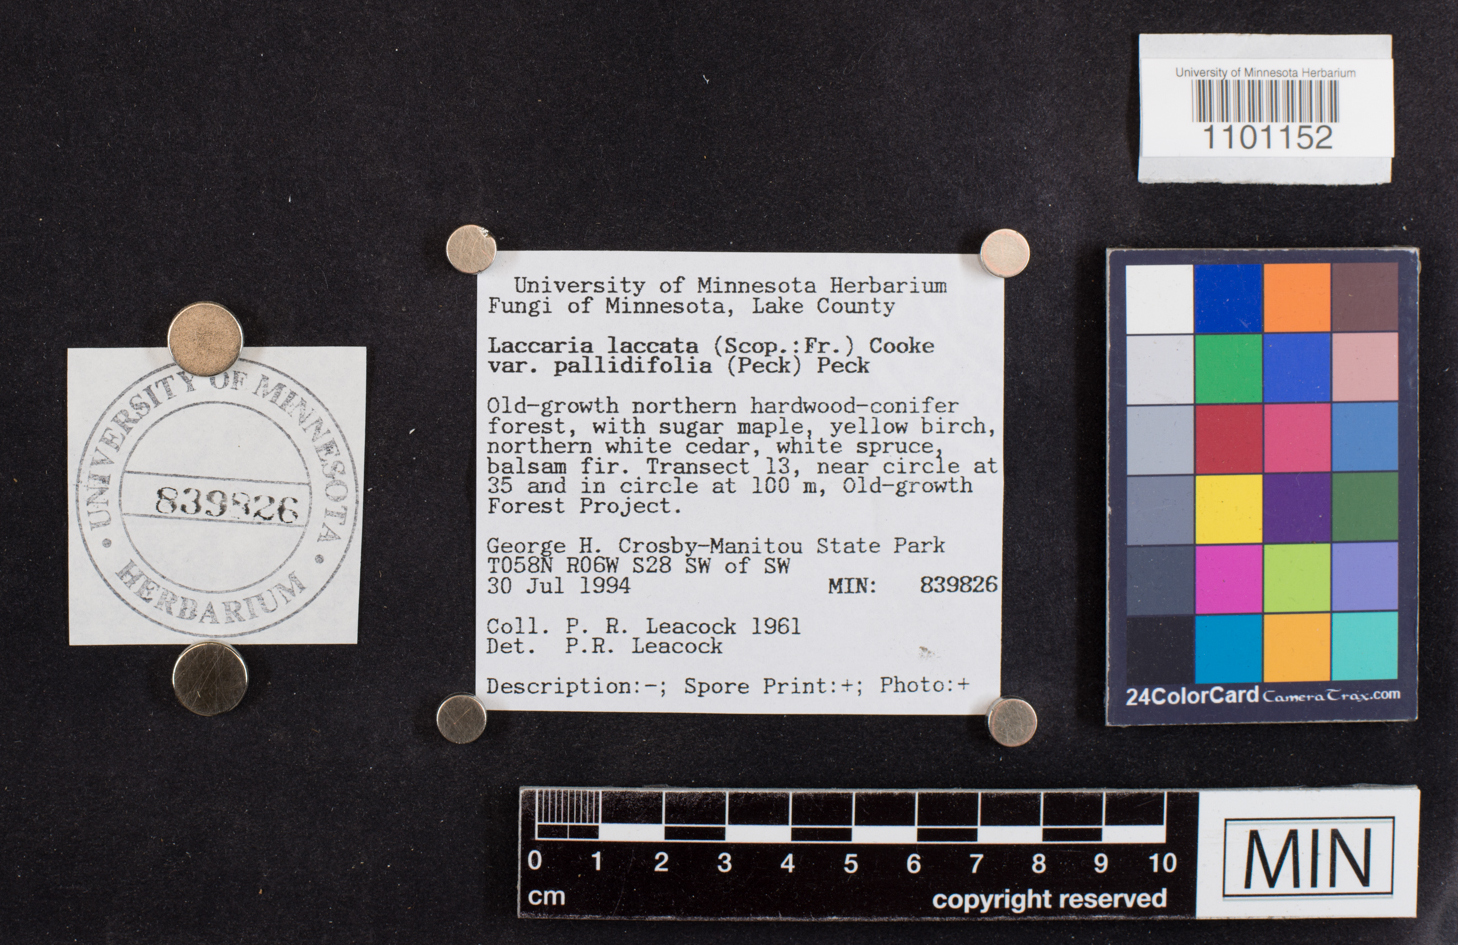 University of Minnesota Herbarium
1101152
University of Minnesota Herbarium
Fungi of Minnesota, Lake County
Laccaria laccata (Scop.:Fr.) Cooke
var. pallidifolia (Peck) Peck
Old-growth northern hardwood-conifer
forest, with sugar maple, yellow birch,
northern white cedar, white spruce,
balsam fir. Transect 13, near circle at
35 and in circle at 100 m, Old-growth
Forest Project.
George H. Crosby-Manitou State Park
T058N R06W S28 SW of SW
30 Jul 1994 MIN: 839826
Coll. P. R. Leacock 1961
Det. P.R. Leacock
Description:-; Spore Print:+; Photo:+
UNIVERSITY OF MINNESOTA
839826
HERBARIUM
24ColorCard CameraTrax.com
0 1 2 3 4 5 6 7 8 9 10
cm
copyright reserved
MIN